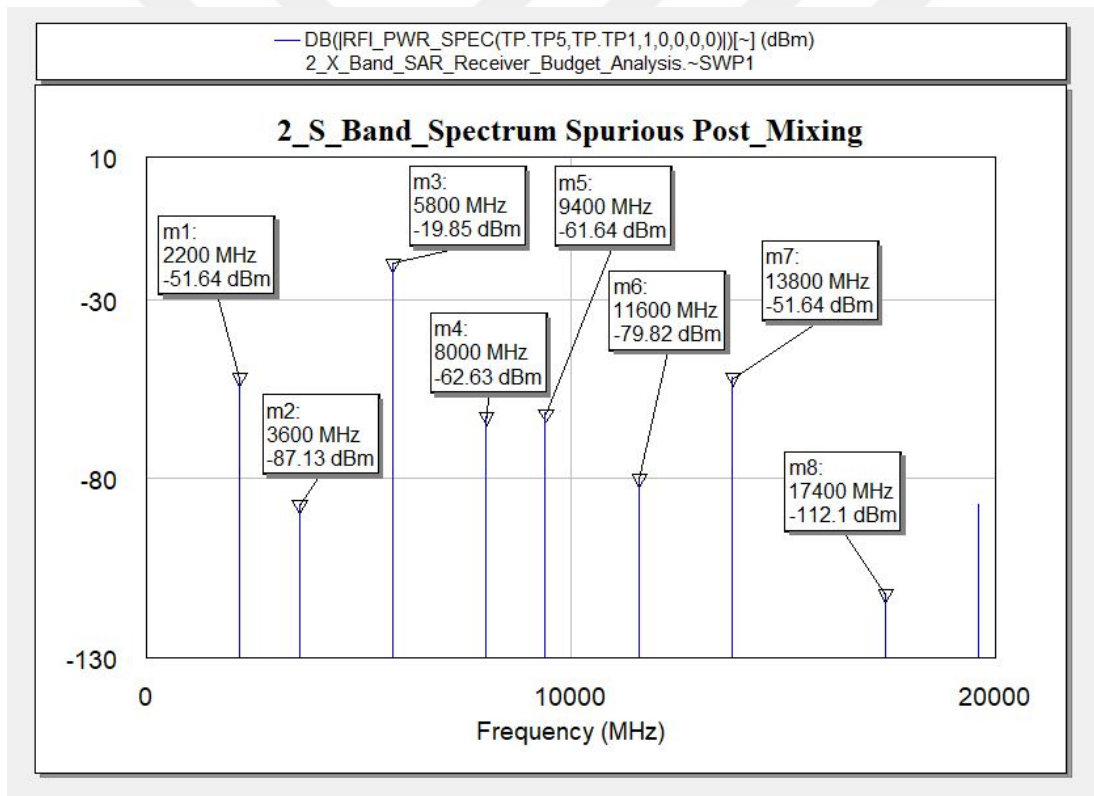 DB(|RFI_PWR_SPEC(TP.TP5,TP.TP1,1,0,0,0,0)|)[~] (dBm)
2_X_Band_SAR_Receiver_Budget_Analysis.~SWP1
2_S_Band_Spectrum Spurious Post_Mixing
10
-30
-80
-130
m1:
2200 MHz
-51.64 dBm
m2:
3600 MHz
-87.13 dBm
m3:
5800 MHz
-19.85 dBm
m4:
8000 MHz
-62.63 dBm
m5:
9400 MHz
-61.64 dBm
m6:
11600 MHz
-79.82 dBm
m7:
13800 MHz
-51.64 dBm
m8:
17400 MHz
-112.1 dBm
0
10000
20000
Frequency (MHz)